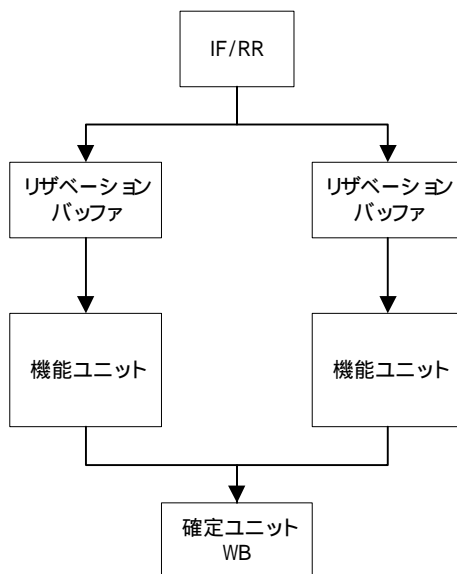 IF/RR
リザベーション
バッファ
リザベーション
バッファ
機能ユニット
機能ユニット
確定ユニット
WB